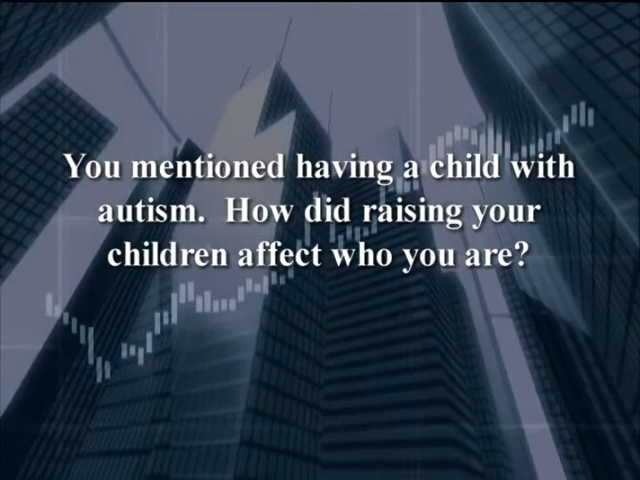 You mentioned having a child with
autism.  How did raising your
children affect who you are?